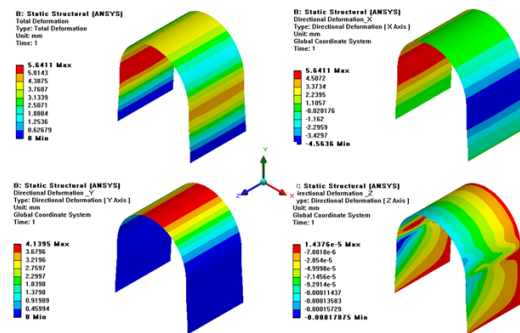 B: Static Structural [ANSYS]
Total Deformation
Type: Total Deformation
Unit: mm
Time: 1
5.6411 Max
5.0143
4.3875
3.7607
3.1339
2.5071
1.8804
1.2536
0.62679
0 Min
B: Static Structural [ANSYS]
Directional Deformation_X
Type: Directional Deformation [X Axis]
Unit: mm
Global Coordinate System
Time: 1
5.6411 Max
4.5072
3.3734
2.2395
1.1057
-0.028176
-1.162
-2.2959
-3.4297
-4.5636 Min
Y
Z
X
B: Static Structural [ANSYS]
Directional Deformation_Y
Type: Directional Deformation [Y Axis]
Unit: mm
Global Coordinate System
Time: 1
4.1395 Max
3.6796
3.2196
2.7597
2.2997
1.8398
1.3798
0.91989
0.45994
0 Min
: Static Structural [ANSYS]
irectional Deformation_Z
ype: Directional Deformation [Z Axis]
Unit: mm
Global Coordinate System
Time: 1
1.4376e-5 Max
-7.0818e-6
-2.854e-5
-4.9998e-5
-7.1456e-5
-9.2914e-5
-0.00011437
-0.00013583
-0.00015729
-0.00017875 Min